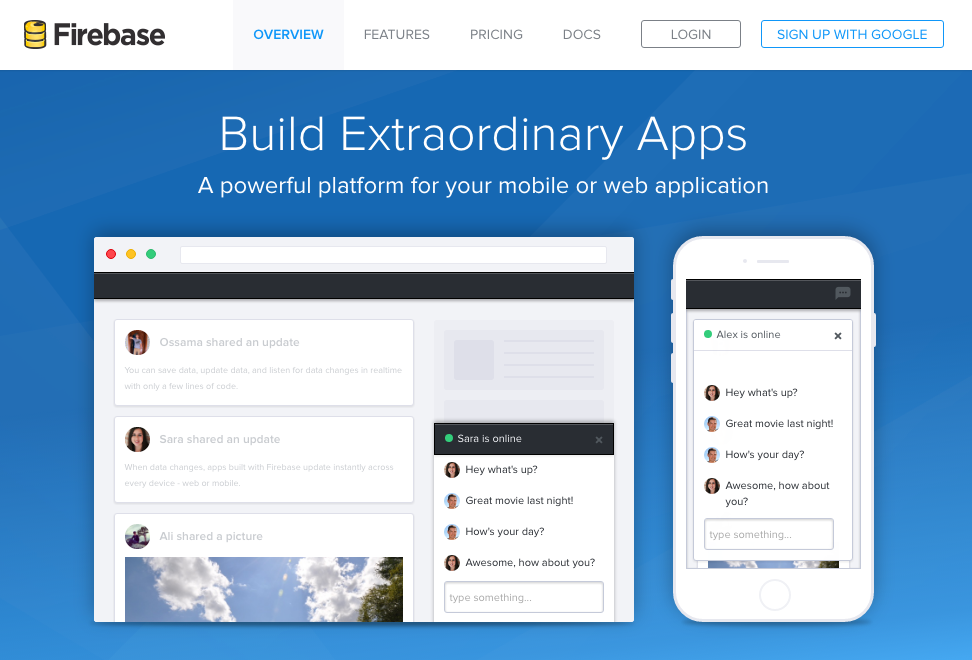 Firebase
OVERVIEW
FEATURES
PRICING
DOCS
LOGIN
SIGN UP WITH GOOGLE
Build Extraordinary Apps
A powerful platform for your mobile or web application
Ossama shared an update
You can save data, update data, and listen for data changes in realtime
with only a few lines of code.
Sara shared an update
When data changes, apps built with Firebase update instantly across
every device - web or mobile.
Ali shared a picture
Sara is online
Hey what's up?
Great movie last night!
How's your day?
Awesome, how about you?
type something...
Alex is online
Hey what's up?
Great movie last night!
How's your day?
Awesome, how about
you?
type something...